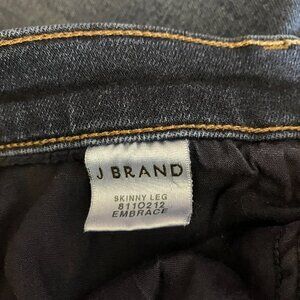 J BRAND
SKINNY LEG
8110212
EMBRACE